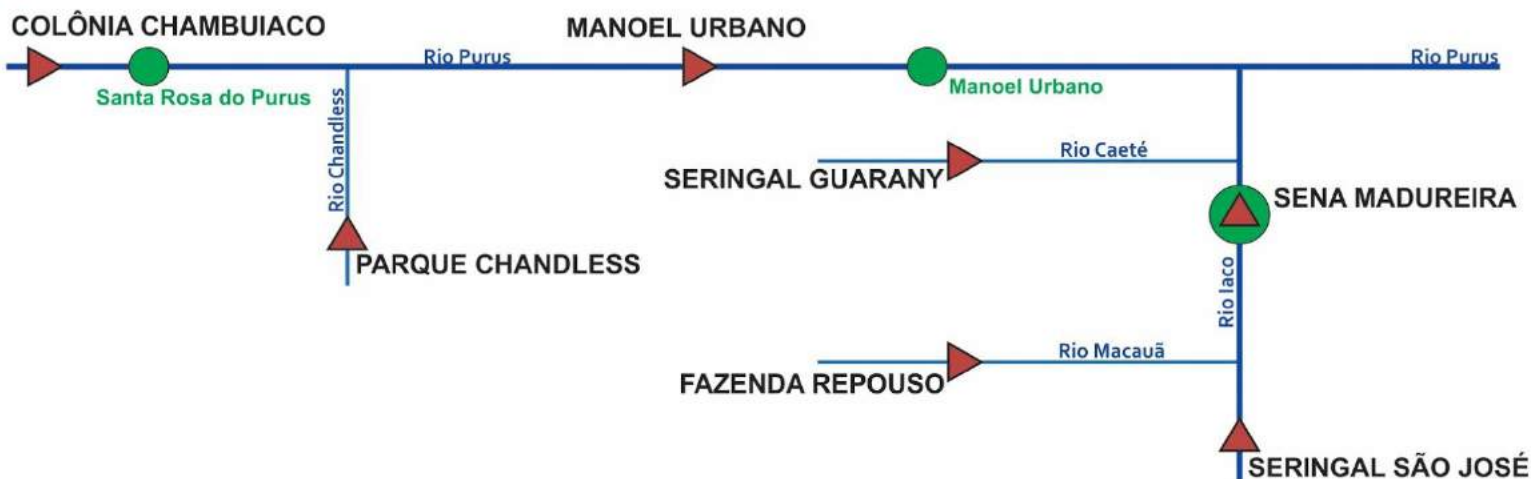 COLÔNIA CHAMBUIACO
MANOEL URBANO
Rio Purus
Rio Purus
Santa Rosa do Purus
Manoel Urbano
Rio Chandless
Rio Caeté
SERINGAL GUARANY
SENA MADUREIRA
PARQUE CHANDLESS
Rio Iaco
Rio Macauã
FAZENDA REPOUSO
SERINGAL SÃO JOSÉ